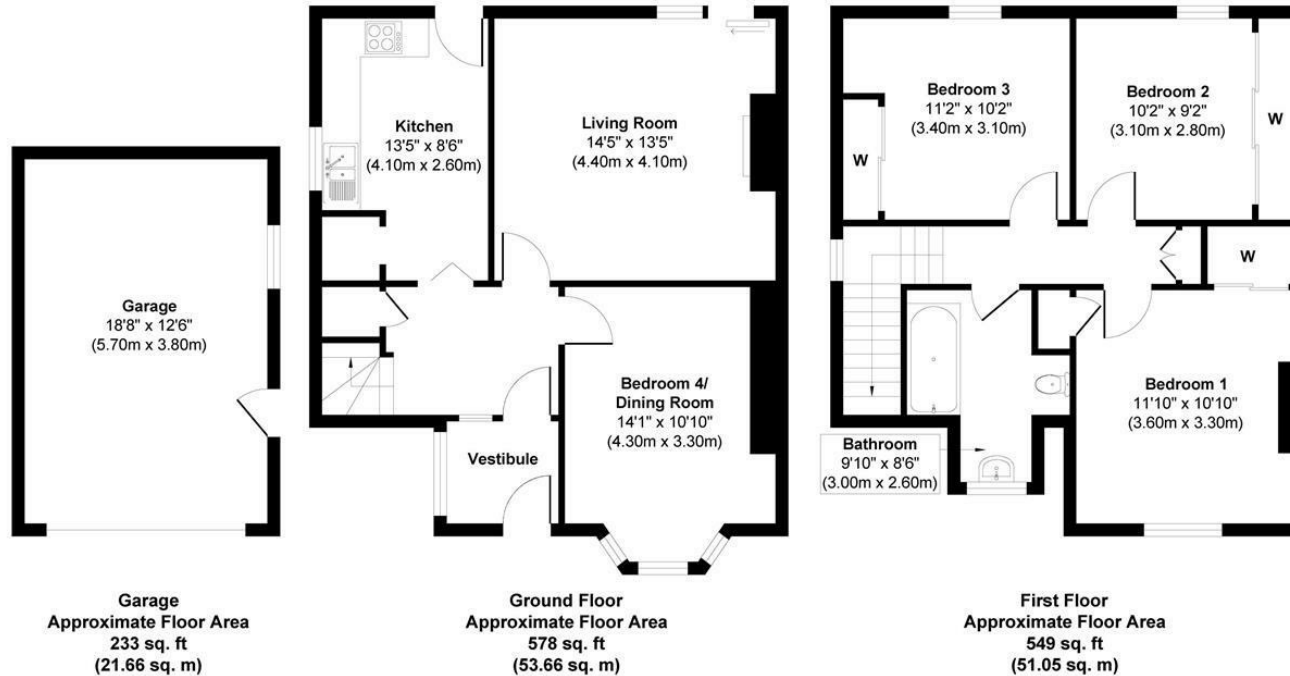 Garage
18'8" x 12'6"
(5.70m x 3.80m)
Garage
Approximate Floor Area
233 sq. ft
(21.66 sq. m)
Kitchen
13'5" x 8'6"
(4.10m x 2.60m)
Living Room
14'5" x 13'5"
(4.40m x 4.10m)
Bedroom 4/
Dining Room
14'1" x 10'10"
(4.30m x 3.30m)
Vestibule
Ground Floor
Approximate Floor Area
578 sq. ft
(53.66 sq. m)
Bedroom 3
11'2" x 10'2"
(3.40m x 3.10m)
W
Bedroom 2
10'2" x 9'2"
(3.10m x 2.80m)
W
W
Bedroom 1
11'10" x 10'10"
(3.60m x 3.30m)
Bathroom
9'10" x 8'6"
(3.00m x 2.60m)
First Floor
Approximate Floor Area
549 sq. ft
(51.05 sq. m)